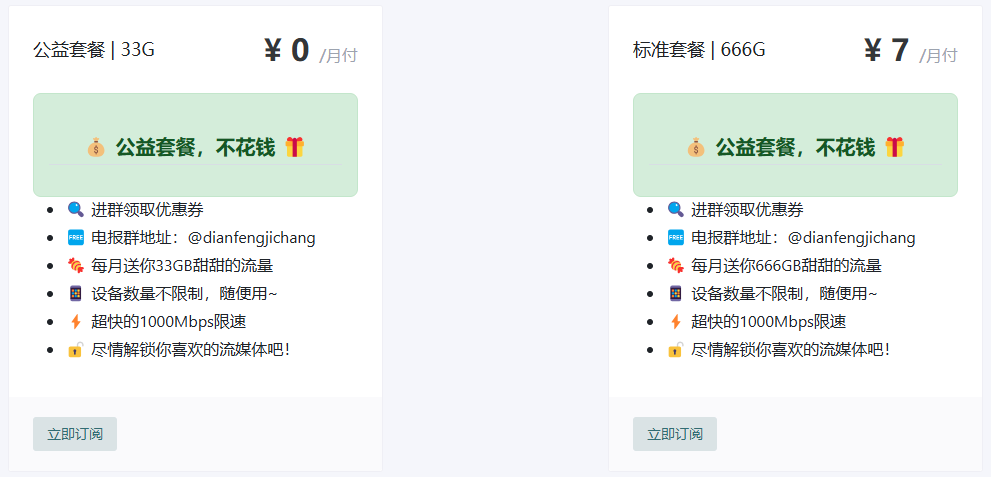 公益套餐 | 33G
¥ 0 /月付
💰 公益套餐，不花钱 🎁
🔍 进群领取优惠券
🆓 电报群地址：@dianfengjichang
🍬 每月送你33GB甜甜的流量
📱 设备数量不限制，随便用~
⚡ 超快的1000Mbps限速
🔓 尽情解锁你喜欢的流媒体吧！
立即订阅
标准套餐 | 666G
¥ 7 /月付
💰 公益套餐，不花钱 🎁
🔍 进群领取优惠券
🆓 电报群地址：@dianfengjichang
🍬 每月送你666GB甜甜的流量
📱 设备数量不限制，随便用~
⚡ 超快的1000Mbps限速
🔓 尽情解锁你喜欢的流媒体吧！
立即订阅